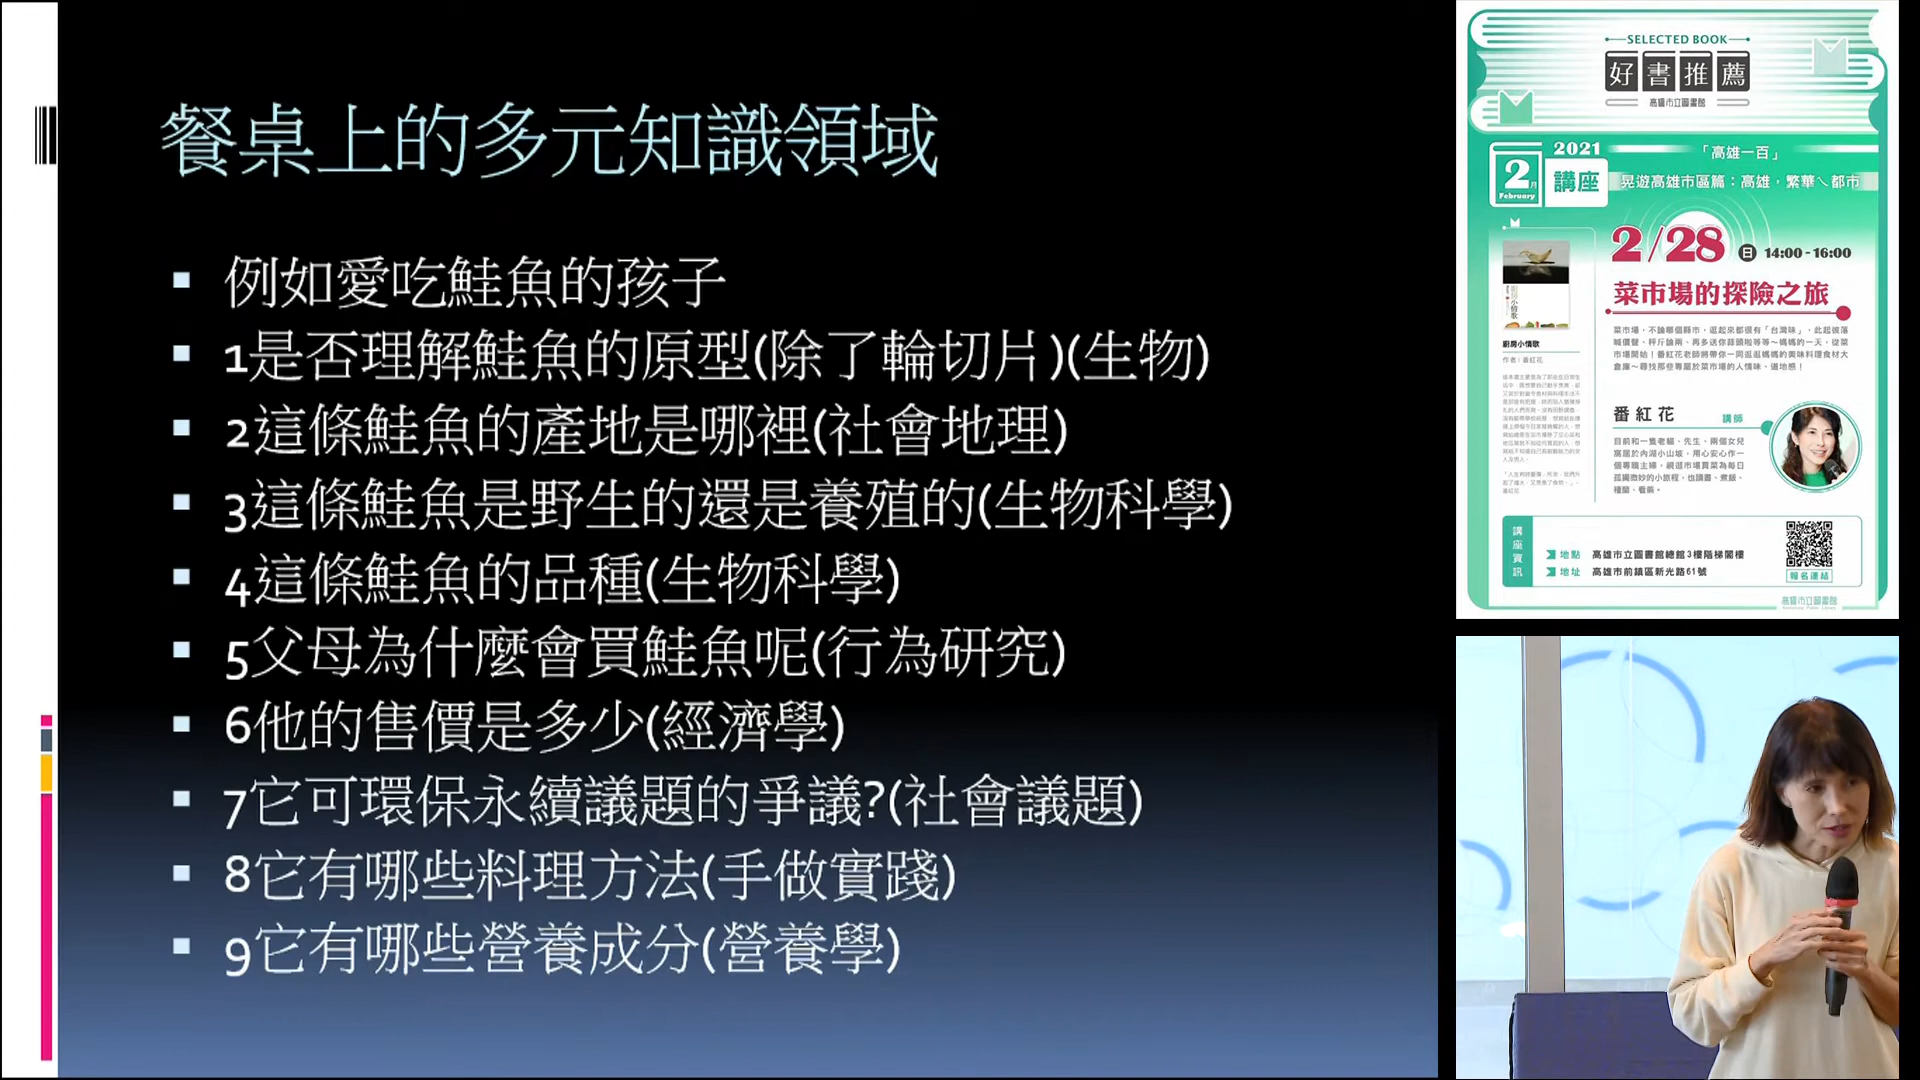 餐桌上的多元知識領域
例如愛吃鮭魚的孩子
1是否理解鮭魚的原型(除了輪切片)(生物)
2這條鮭魚的產地是哪裡(社會地理)
3這條鮭魚是野生的還是養殖的(生物科學)
4這條鮭魚的品種(生物科學)
5父母為什麼會買鮭魚呢(行為研究)
6他的售價是多少(經濟學)
7它可環保永續議題的爭議?(社會議題)
8它有哪些料理方法(手做實踐)
9它有哪些營養成分(營養學)
SELECTED BOOK
好書推薦
高雄市立圖書館
2月
February
2021
講座
「高雄一百」
晃遊高雄市區篇：高雄，繁華ㄟ都市
2/28 日 14:00-16:00
菜市場的探險之旅
菜市場，不論哪個縣市，逛起來都很有「台灣味」，此起彼落
喊價聲、秤斤論兩、再多送你蒜頭啦等等～媽媽的一天，從菜
市場開始！番紅花老師將帶你一同逛逛媽媽的興味料理食材大
倉庫～尋找那些專屬於菜市場的人情味、道地感！
廚房小情歌
作者：番紅花
番紅花
講師
目前和一隻老貓、先生、兩個女兒
窩居於內湖小山坡，用心安心作一
個專職主婦，視逛市場買菜為每日
孤獨微妙的小旅程，也讀書、煮飯、
種蘭、看藥。
講座資訊
地點 高雄市立圖書館總館3樓階梯閣樓
地址 高雄市前鎮區新光路61號
報名連結
高雄市立圖書館